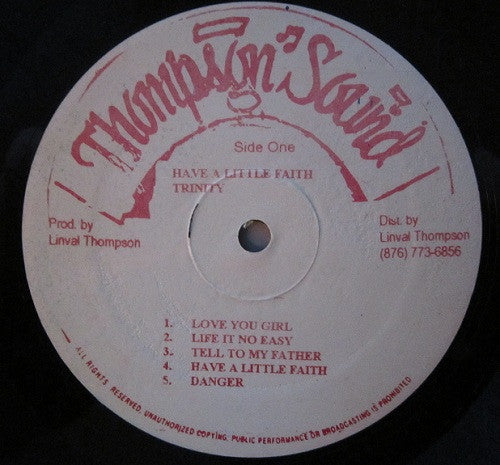 Thompson Sound
Side One
HAVE A LITTLE FAITH
TRINITY
Prod. by
Linval Thompson
Dist. by
Linval Thompson
(876) 773-6856
1. LOVE YOU GIRL
2. LIFE IT NO EASY
3. TELL TO MY FATHER
4. HAVE A LITTLE FAITH
5. DANGER
ALL RIGHTS RESERVED, UNAUTHORIZED COPYING, PUBLIC PERFORMANCE OR BROADCASTING IS PROHIBITED